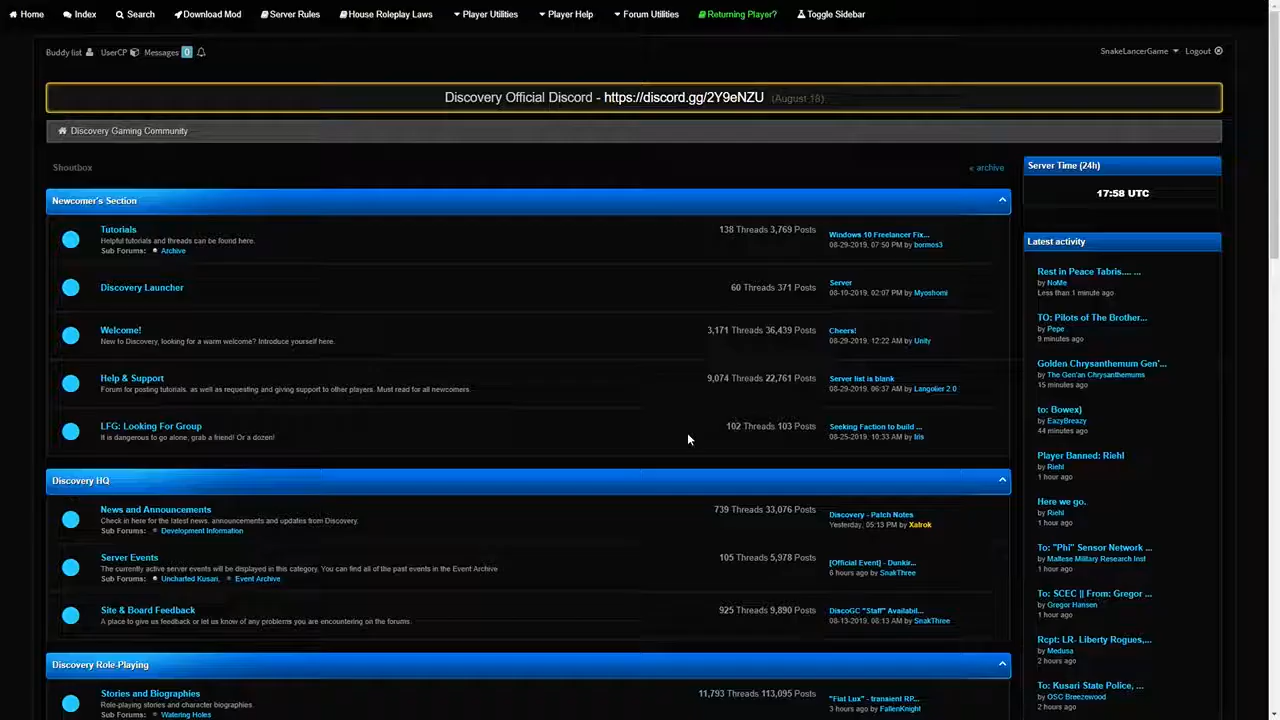 Home Index Search Download Mod Server Rules House Roleplay Laws Player Utilities Player Help Forum Utilities Returning Player? Toggle Sidebar
Buddy list UserCP Messages 0
SnakeLancerGame Logout
Discovery Official Discord - https://discord.gg/2Y9eNZU (August 18)
Discovery Gaming Community
Shoutbox
« archive
Newcomer's Section
Tutorials
Helpful tutorials and threads can be found here.
Sub Forums: Archive
138 Threads 3,769 Posts
Windows 10 Freelancer Fix...
08-29-2019, 07:50 PM by bormos3
Discovery Launcher
60 Threads 371 Posts
Server
08-10-2019, 02:07 PM by Myoshomi
Welcome!
New to Discovery, looking for a warm welcome? Introduce yourself here.
3,171 Threads 36,439 Posts
Cheers!
08-29-2019, 12:22 AM by Unity
Help & Support
Forum for posting tutorials, as well as requesting and giving support to other players. Must read for all newcomers.
9,074 Threads 22,761 Posts
Server list is blank
08-29-2019, 06:37 AM by Langolier 2.0
LFG: Looking For Group
It is dangerous to go alone, grab a friend! Or a dozen!
102 Threads 103 Posts
Seeking Faction to build ...
08-25-2019, 10:33 AM by Iris
Discovery HQ
News and Announcements
Check in here for the latest news, announcements and updates from Discovery.
Sub Forums: Development Information
739 Threads 33,076 Posts
Discovery - Patch Notes
Yesterday, 05:13 PM by Xalrok
Server Events
The currently active server events will be displayed in this category. You can find all of the past events in the Event Archive
Sub Forums: Uncharted Kusari, Event Archive
105 Threads 5,978 Posts
[Official Event] - Dunkir...
6 hours ago by SnakThree
Site & Board Feedback
A place to give us feedback or let us know of any problems you are encountering on the forums.
925 Threads 9,890 Posts
DiscoGC "Staff" Availabil...
08-13-2019, 08:13 AM by SnakThree
Discovery Role-Playing
Stories and Biographies
Role-playing stories and character biographies.
Sub Forums: Watering Holes
11,793 Threads 113,095 Posts
"Fiat Lux" - transient RP...
3 hours ago by FallenKnight
Server Time (24h)
17:58 UTC
Latest activity
Rest in Peace Tabris.... ...
by NoMe
Less than 1 minute ago
TO: Pilots of The Brother...
by Pepe
9 minute ago
Golden Chrysanthemum Gen'...
by The Gen'an Chrysanthemums
15 minutes ago
to: Bowex)
by EazyBreazy
44 minutes ago
Player Banned: Riehl
by Riehl
1 hour ago
Here we go.
by Riehl
1 hour ago
To: "Phi" Sensor Network ...
by Maltese Military Research Inst
1 hour ago
To: SCEC || From: Gregor ...
by Gregor Hansen
1 hour ago
Rcpt: LR- Liberty Rogues,...
by Medusa
2 hours ago
To: Kusari State Police, ...
by OSC Breezewood
2 hours ago